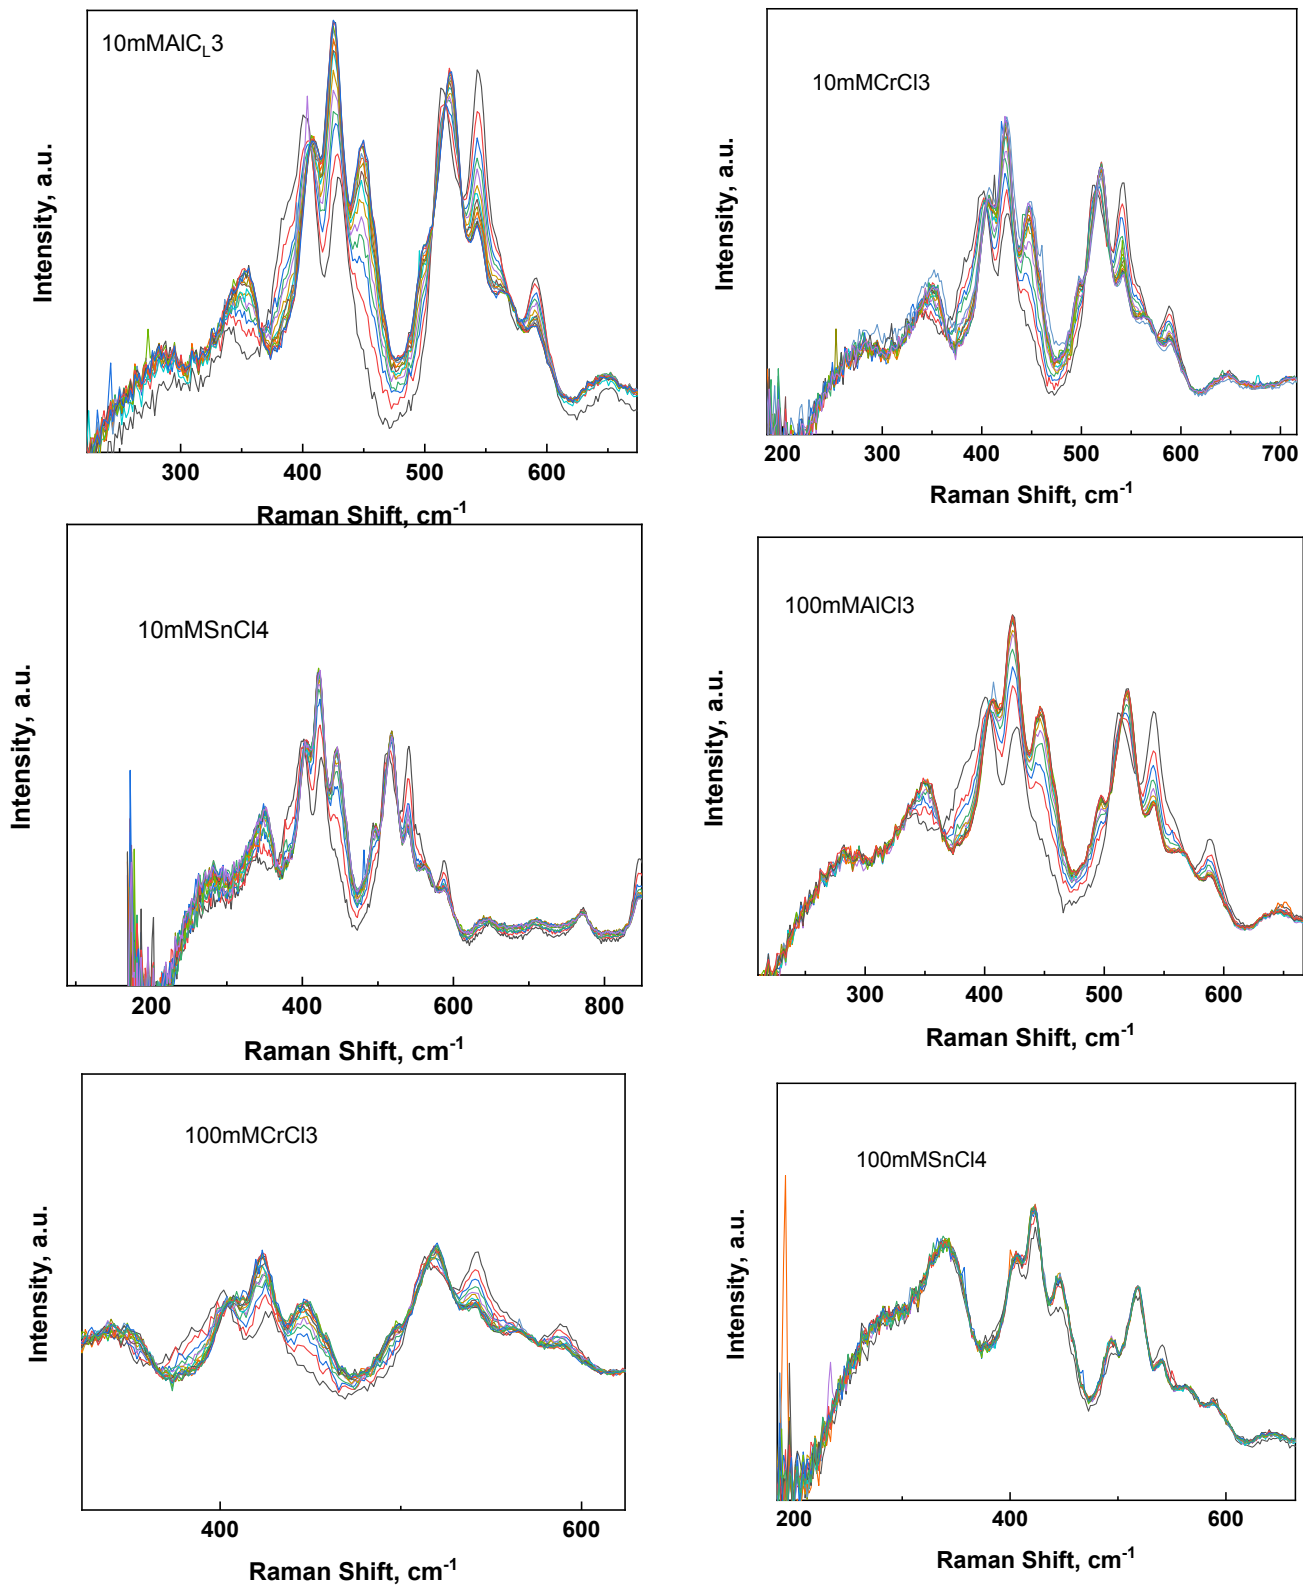 10mMAlC_L3
Intensity, a.u.
300 400 500 600
Raman Shift, cm⁻¹
10mMCrCl3
Intensity, a.u.
200 300 400 500 600 700
Raman Shift, cm⁻¹
10mMSnCl4
Intensity, a.u.
200 400 600 800
Raman Shift, cm⁻¹
100mMAlCl3
Intensity, a.u.
300 400 500 600
Raman Shift, cm⁻¹
100mMCrCl3
Intensity, a.u.
400 600
Raman Shift, cm⁻¹
100mMSnCl4
Intensity, a.u.
200 400 600
Raman Shift, cm⁻¹